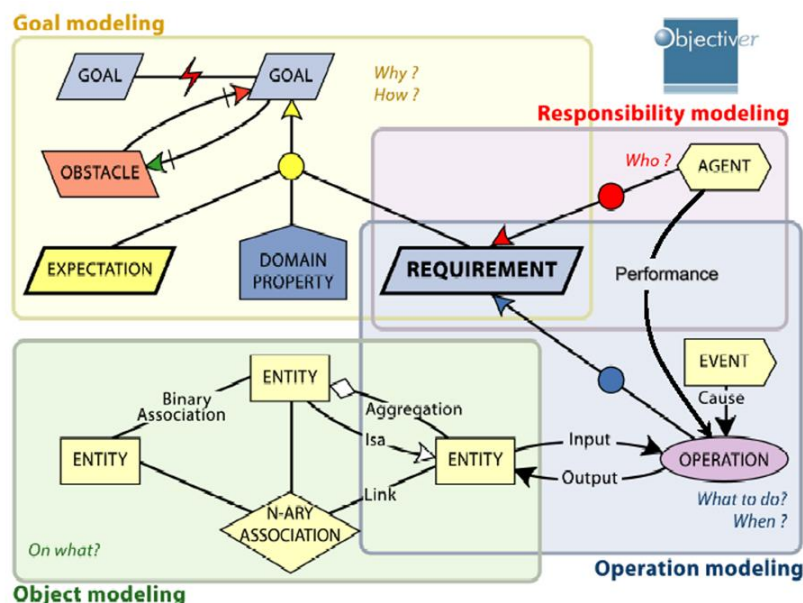 Goal modeling
Objectiver
GOAL
GOAL
Why ?
How ?
Responsibility modeling
Who ?
AGENT
OBSTACLE
EXPECTATION
DOMAIN
PROPERTY
REQUIREMENT
Performance
EVENT
Cause
ENTITY
Binary
Association
Aggregation
Isa
ENTITY
ENTITY
Input
OPERATION
Output
Link
N-ARY
ASSOCIATION
What to do?
When ?
On what?
Operation modeling
Object modeling